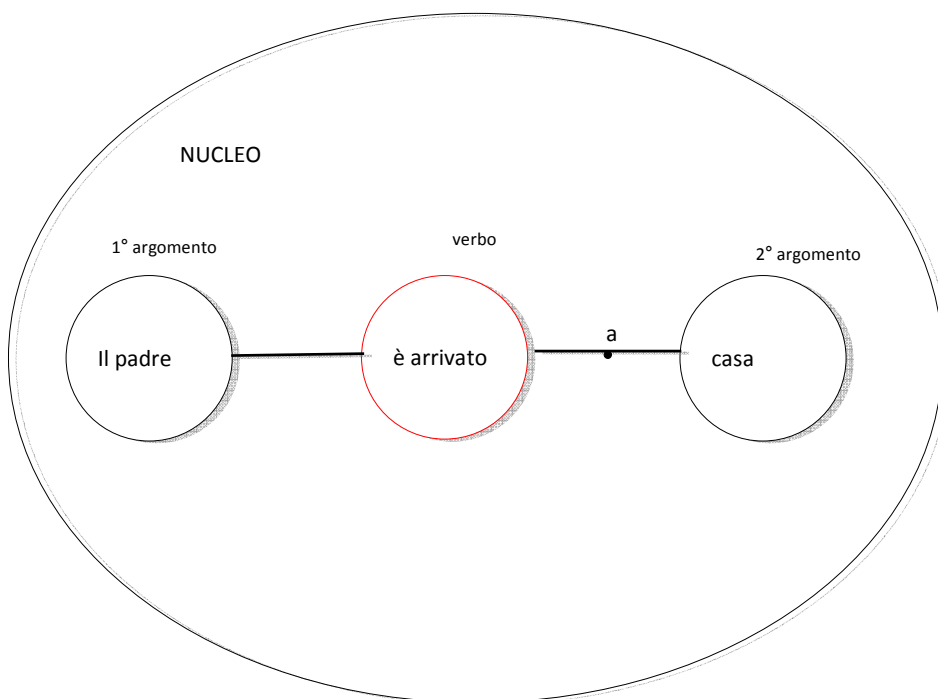 NUCLEO
1° argomento
verbo
2° argomento
Il padre
è arrivato
a
casa